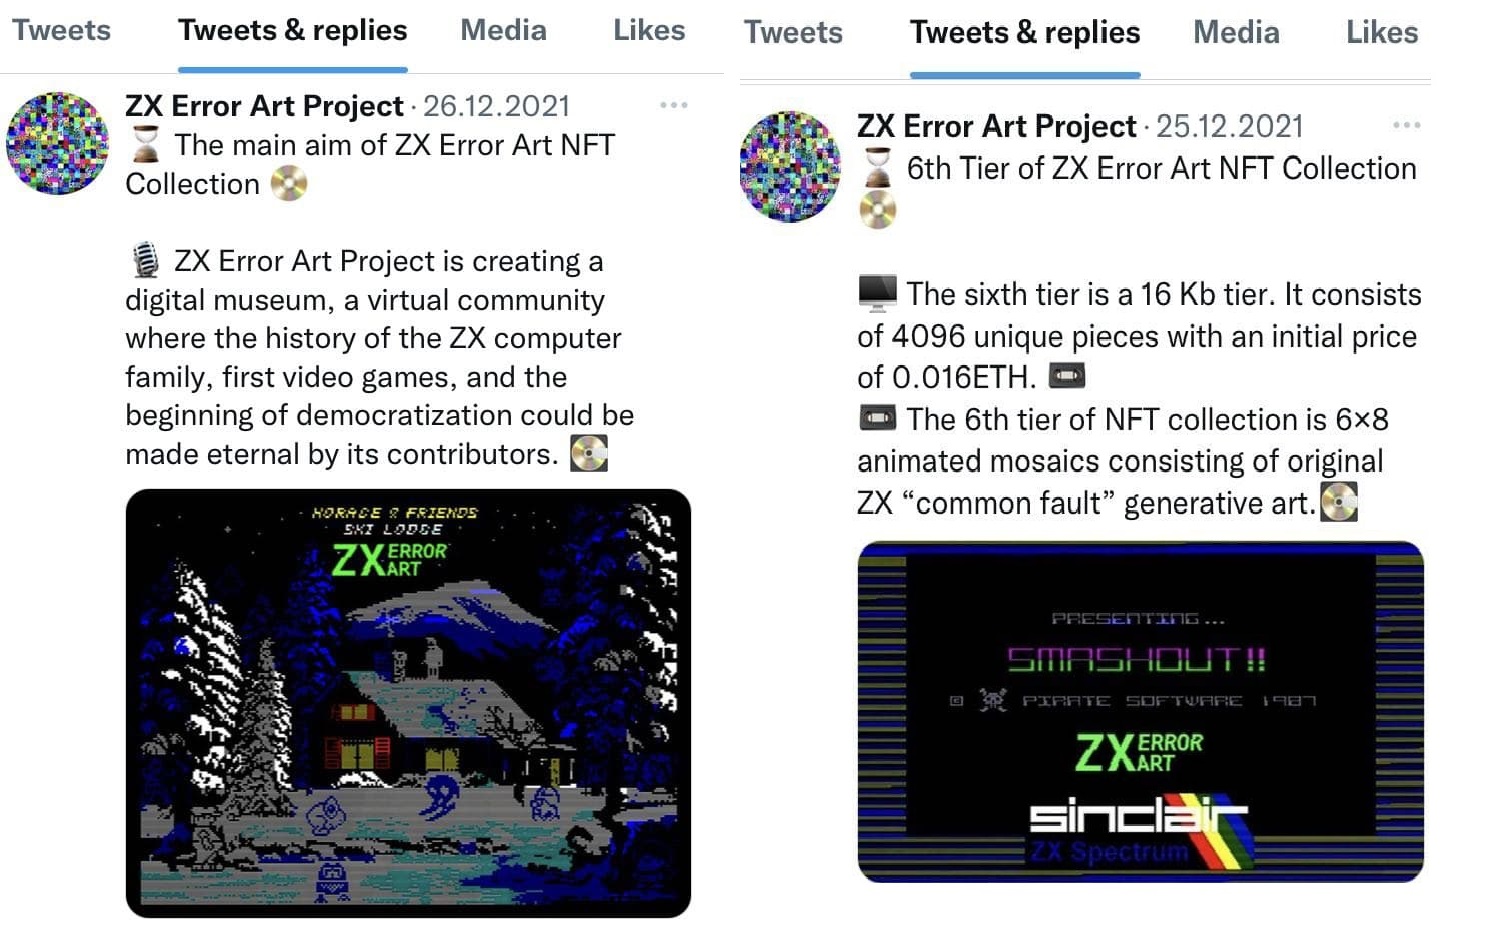 Tweets Tweets & replies Media Likes
ZX Error Art Project · 26.12.2021
⏳ The main aim of ZX Error Art NFT
Collection 📀
🎙️ ZX Error Art Project is creating a
digital museum, a virtual community
where the history of the ZX computer
family, first video games, and the
beginning of democratization could be
made eternal by its contributors. 💽
HORACE & FRIENDS
SKI LODGE
ZX ERROR
ART
Tweets Tweets & replies Media Likes
ZX Error Art Project · 25.12.2021
⏳ 6th Tier of ZX Error Art NFT Collection
📀
🖥️ The sixth tier is a 16 Kb tier. It consists
of 4096 unique pieces with an initial price
of 0.016ETH. 📼
📼 The 6th tier of NFT collection is 6×8
animated mosaics consisting of original
ZX “common fault” generative art.💽
PRESENTING...
SMASHOUT!!
© PIRATE SOFTWARE 1987
ZX ERROR
ART
sinclair
ZX Spectrum